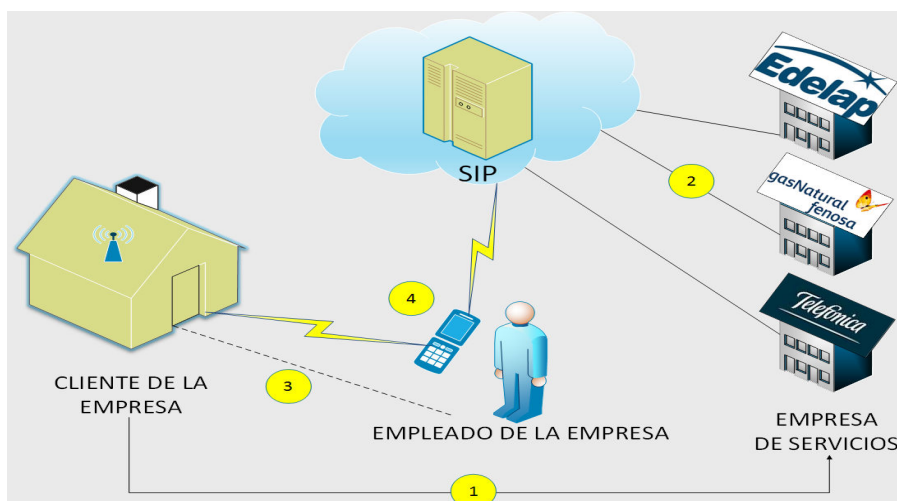 Edelap
SIP
2
gasNatural
fenosa
4
Telefónica
CLIENTE DE LA
EMPRESA
3
EMPLEADO DE LA EMPRESA
EMPRESA
DE SERVICIOS
1